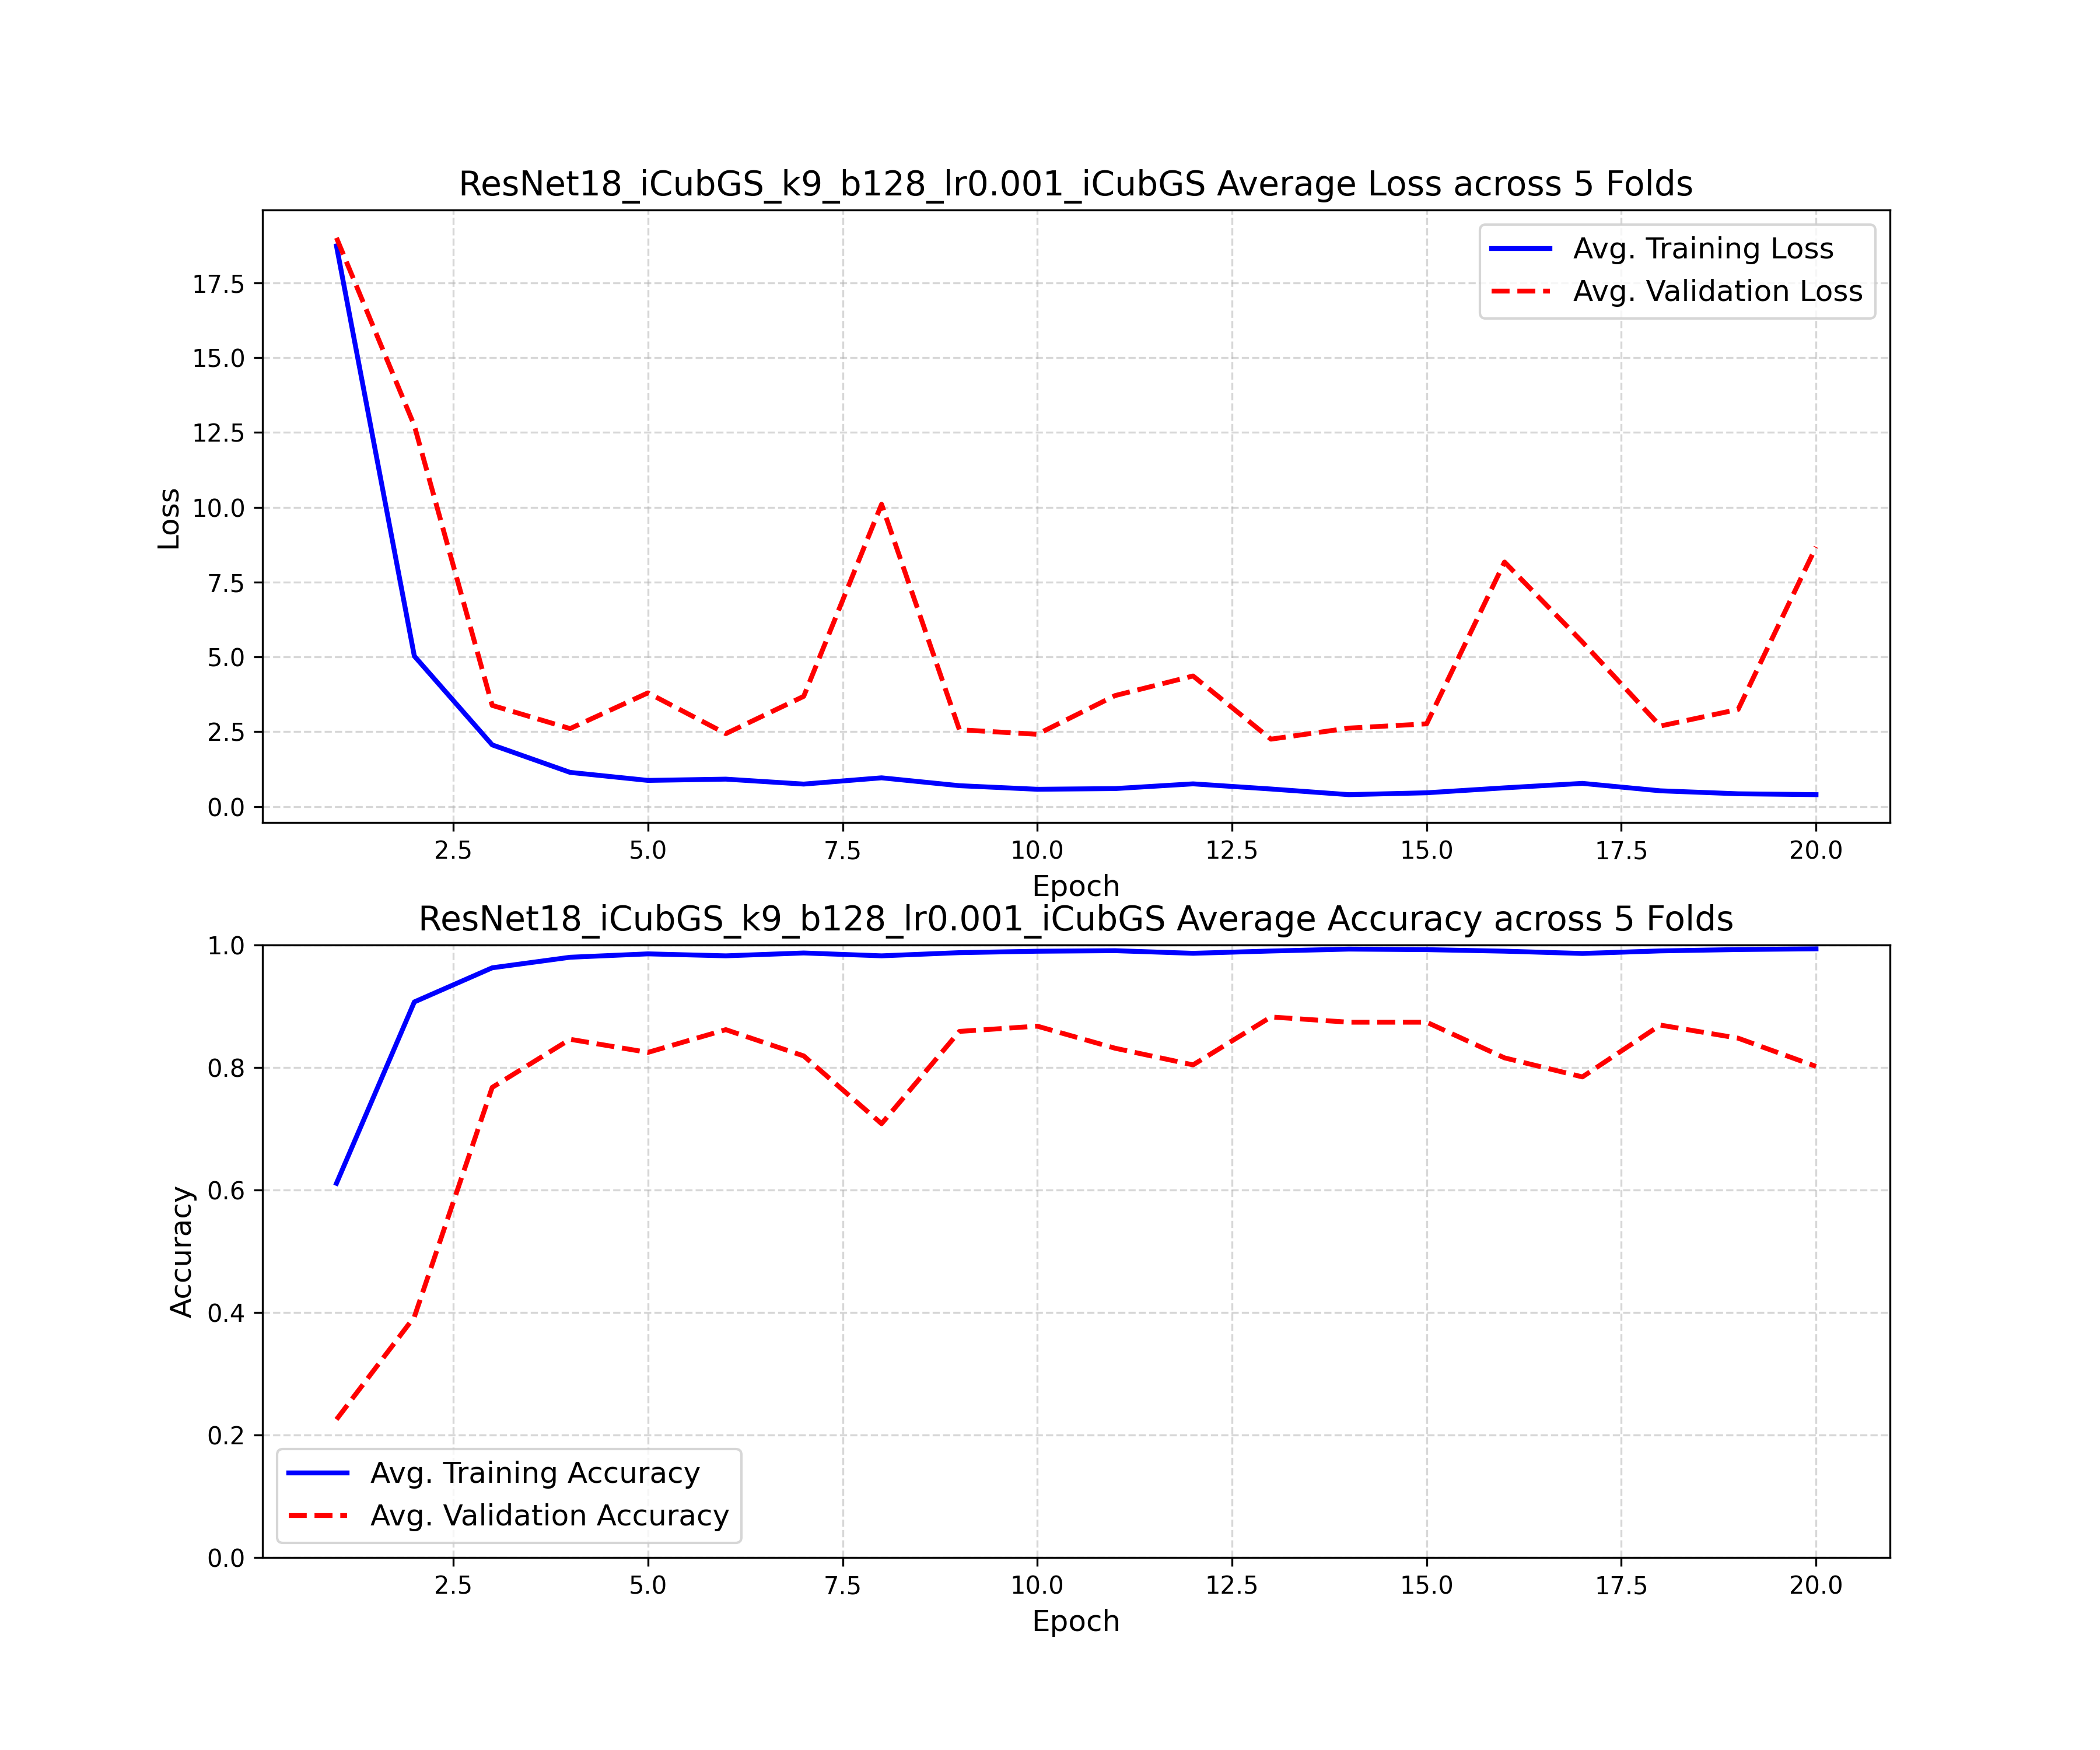 ResNet18_iCubGS_k9_b128_lr0.001_iCubGS Average Loss across 5 Folds
Avg. Training Loss
Avg. Validation Loss
Loss
17.5
15.0
12.5
10.0
7.5
5.0
2.5
0.0
2.5 5.0 7.5 10.0 12.5 15.0 17.5 20.0
Epoch
ResNet18_iCubGS_k9_b128_lr0.001_iCubGS Average Accuracy across 5 Folds
Accuracy
1.0
0.8
0.6
0.4
0.2
0.0
Avg. Training Accuracy
Avg. Validation Accuracy
2.5 5.0 7.5 10.0 12.5 15.0 17.5 20.0
Epoch